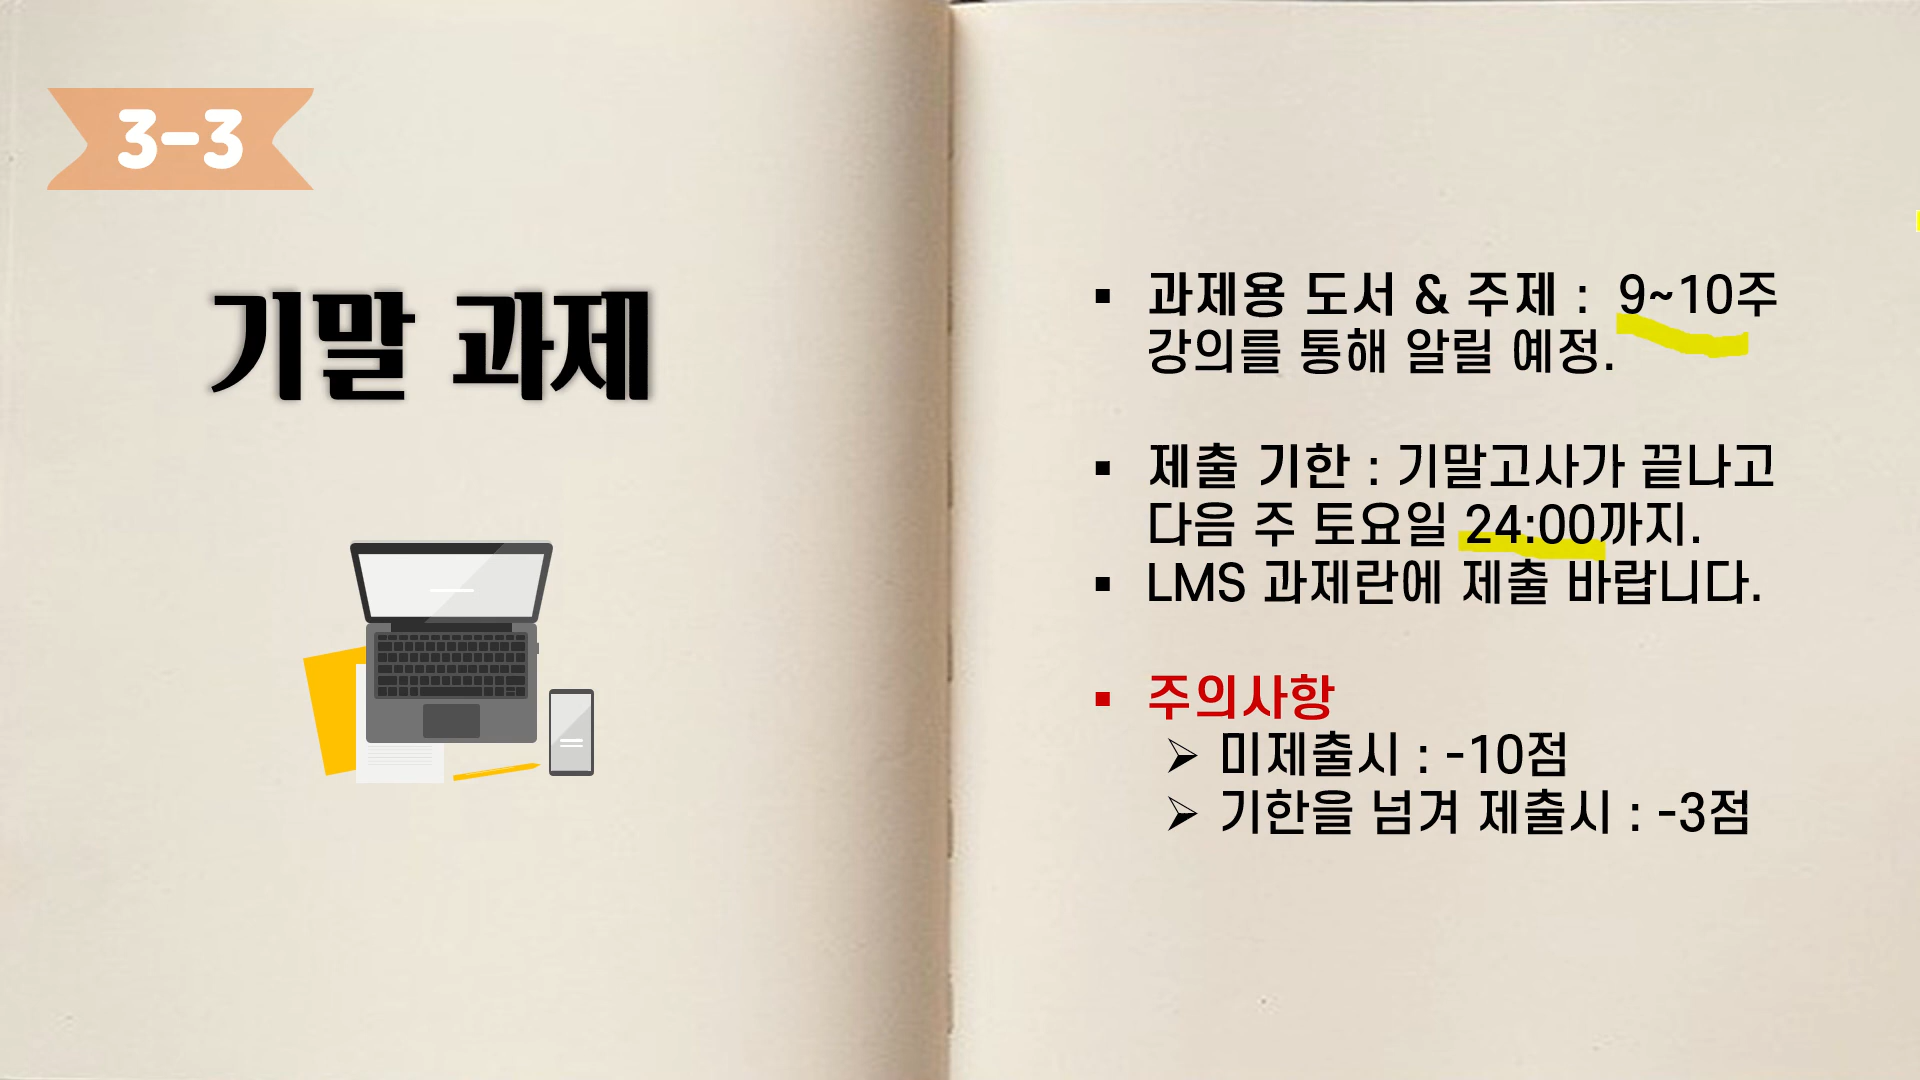 3-3
기말 과제
▪ 과제용 도서 & 주제 : 9~10주
강의를 통해 알릴 예정.
▪ 제출 기한 : 기말고사가 끝나고
다음 주 토요일 24:00까지.
▪ LMS 과제란에 제출 바랍니다.
▪ 주의사항
➢ 미제출시 : -10점
➢ 기한을 넘겨 제출시 : -3점